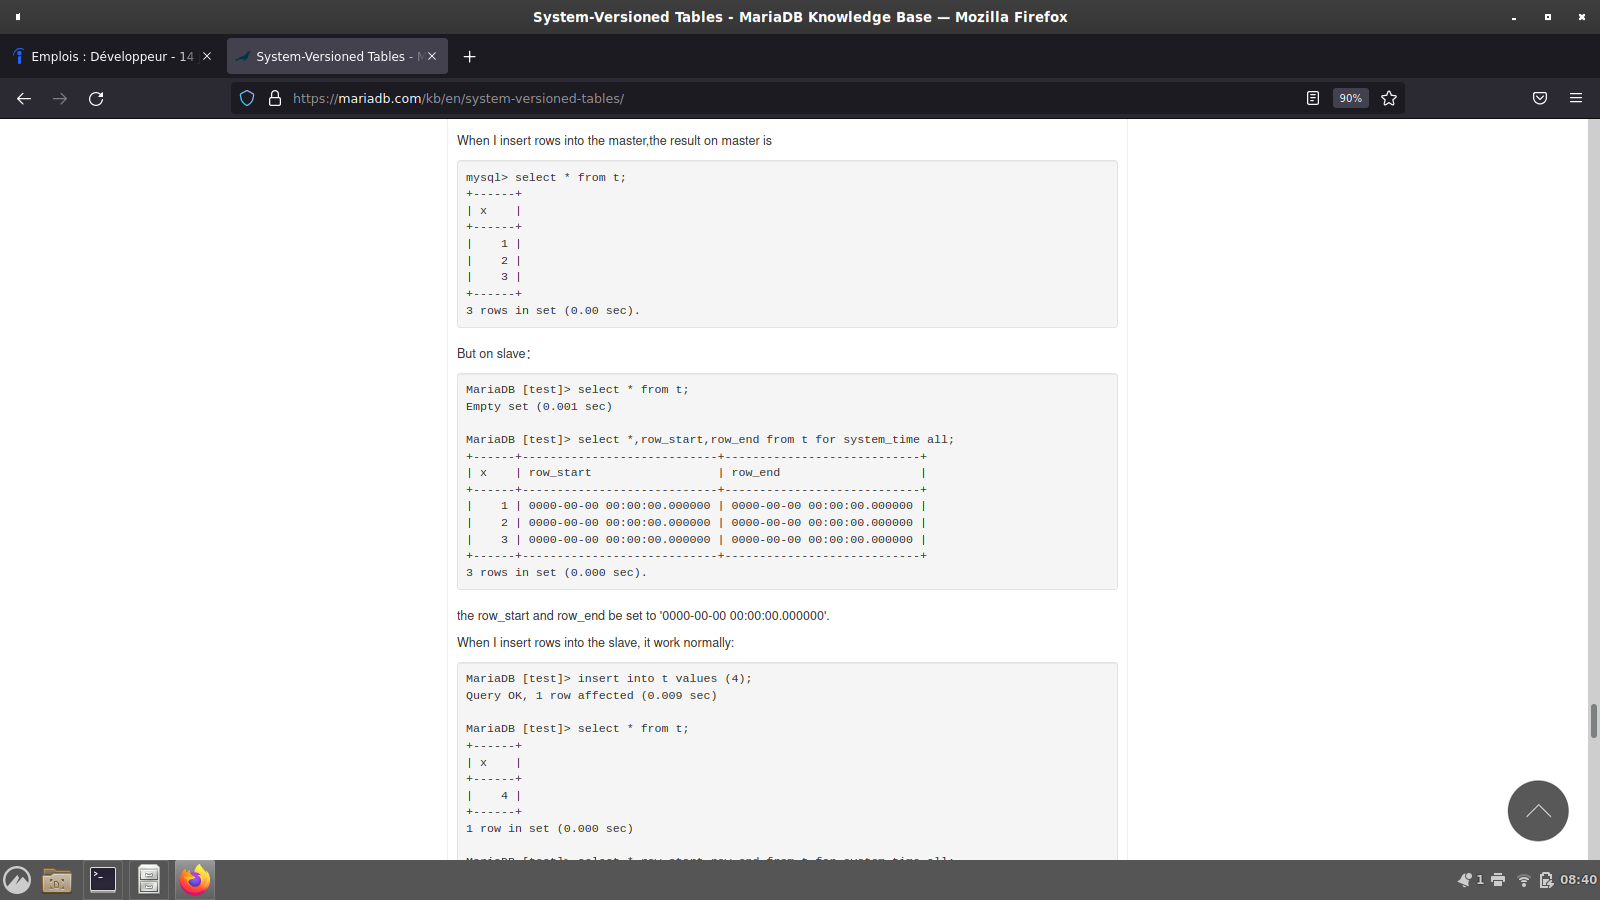 System-Versioned Tables - MariaDB Knowledge Base — Mozilla Firefox
Emplois : Développeur - 14
System-Versioned Tables -
https://mariadb.com/kb/en/system-versioned-tables/
90%
When I insert rows into the master,the result on master is
mysql> select * from t;
+------+
| x    |
+------+
|    1 |
|    2 |
|    3 |
+------+
3 rows in set (0.00 sec).
But on slave：
MariaDB [test]> select * from t;
Empty set (0.001 sec)
MariaDB [test]> select *,row_start,row_end from t for system_time all;
+------+----------------------------+----------------------------+
| x    | row_start                  | row_end                    |
+------+----------------------------+----------------------------+
|    1 | 0000-00-00 00:00:00.000000 | 0000-00-00 00:00:00.000000 |
|    2 | 0000-00-00 00:00:00.000000 | 0000-00-00 00:00:00.000000 |
|    3 | 0000-00-00 00:00:00.000000 | 0000-00-00 00:00:00.000000 |
+------+----------------------------+----------------------------+
3 rows in set (0.000 sec).
the row_start and row_end be set to '0000-00-00 00:00:00.000000'.
When I insert rows into the slave, it work normally:
MariaDB [test]> insert into t values (4);
Query OK, 1 row affected (0.009 sec)
MariaDB [test]> select * from t;
+------+
| x    |
+------+
|    4 |
+------+
1 row in set (0.000 sec)
MariaDB [test]> select *,row_start,row_end from t for system_time all;
1
08:40